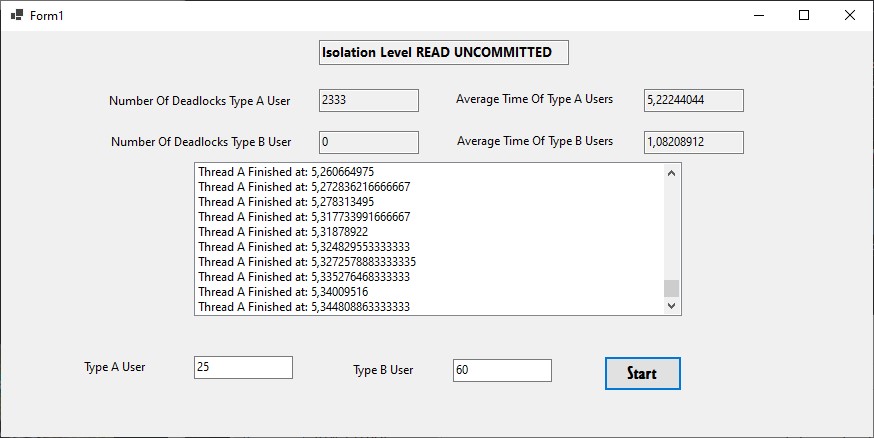 Form1
Isolation Level READ UNCOMMITTED
Number Of Deadlocks Type A User 2333 Average Time Of Type A Users 5,22244044
Number Of Deadlocks Type B User 0 Average Time Of Type B Users 1,08208912
Thread A Finished at: 5,260664975
Thread A Finished at: 5,272836216666667
Thread A Finished at: 5,278313495
Thread A Finished at: 5,317733991666667
Thread A Finished at: 5,31878922
Thread A Finished at: 5,324829553333333
Thread A Finished at: 5,3272578883333335
Thread A Finished at: 5,335276468333333
Thread A Finished at: 5,34009516
Thread A Finished at: 5,344808863333333
Type A User 25 Type B User 60 Start